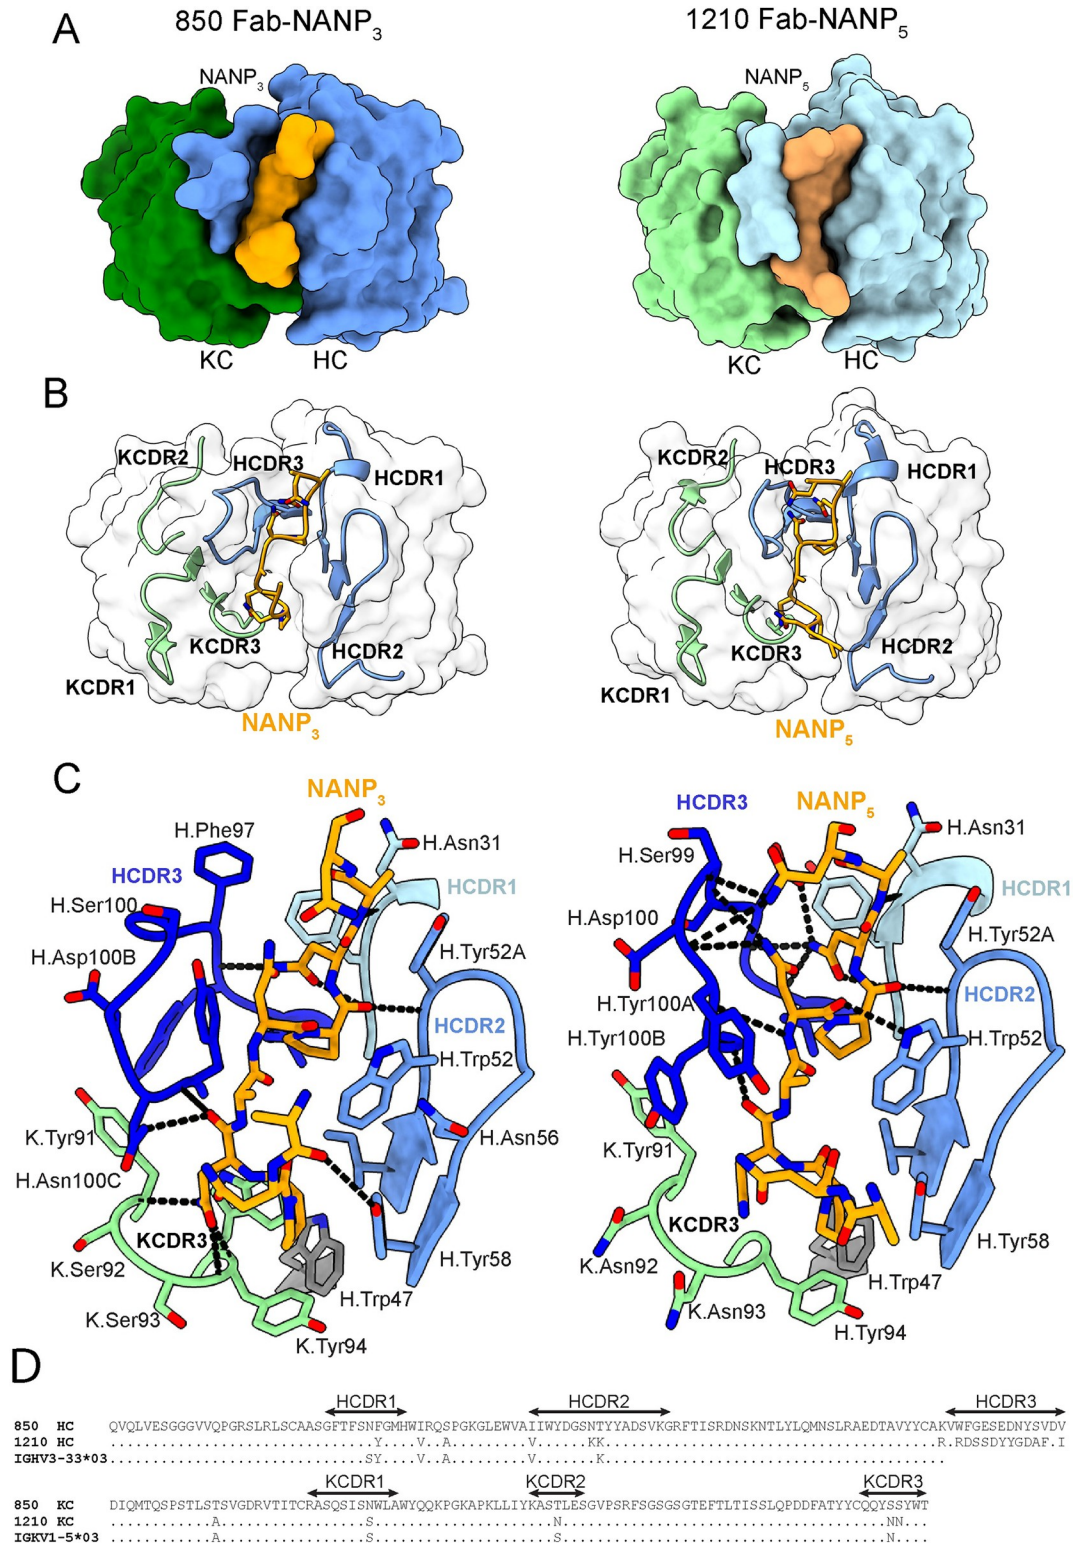 A
850 Fab-NANP3
1210 Fab-NANP5
NANP3
NANP5
KC HC
KC HC
B
KCDR2
HCDR3
HCDR1
KCDR3
HCDR2
KCDR1
NANP3
KCDR2
HCDR3
HCDR1
KCDR3
HCDR2
KCDR1
NANP5
C
NANP3
H.Phe97
H.Asn31
HCDR3
HCDR1
H.Ser100
H.Tyr52A
H.Asp100B
HCDR2
H.Trp52
K.Tyr91
H.Asn56
H.Asn100C
KCDR3
K.Ser92
H.Tyr58
H.Trp47
K.Ser93
K.Tyr94
HCDR3
NANP5
H.Asn31
H.Ser99
HCDR1
H.Asp100
H.Tyr52A
HCDR2
H.Tyr100A
H.Tyr100B
H.Trp52
K.Tyr91
KCDR3
K.Asn92
H.Tyr58
H.Trp47
K.Asn93
H.Tyr94
D
HCDR1 HCDR2 HCDR3
850 HC QVQLVESGGGVVQPGRSLRLSCAASGFTFSNFGMHWIRQSPGKGLEWVAIIWYDGSNTYYADSVKGRFTISRDNSKNTLYLQMNSLRAEDTAVYYCAKVWFGESEDNYSVDV
1210 HC
IGHV3-33*03
KCDR1 KCDR2 KCDR3
850 KC DIQMTQSPSTLSTSVGDRVTITCRASQSISNWLAWYQQKPGKAPKLLIYKASTLESGVPSRFSGSGSGTEFTLTISSLQPDDFATYYCQQYSSYWT
1210 KC
IGKV1-5*03